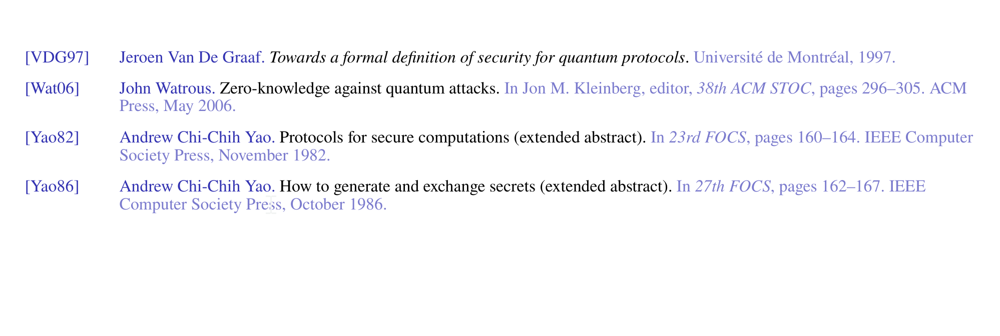 [VDG97] Jeroen Van De Graaf. Towards a formal definition of security for quantum protocols. Université de Montréal, 1997.
[Wat06] John Watrous. Zero-knowledge against quantum attacks. In Jon M. Kleinberg, editor, 38th ACM STOC, pages 296–305. ACM
Press, May 2006.
[Yao82] Andrew Chi-Chih Yao. Protocols for secure computations (extended abstract). In 23rd FOCS, pages 160–164. IEEE Computer
Society Press, November 1982.
[Yao86] Andrew Chi-Chih Yao. How to generate and exchange secrets (extended abstract). In 27th FOCS, pages 162–167. IEEE
Computer Society Press, October 1986.